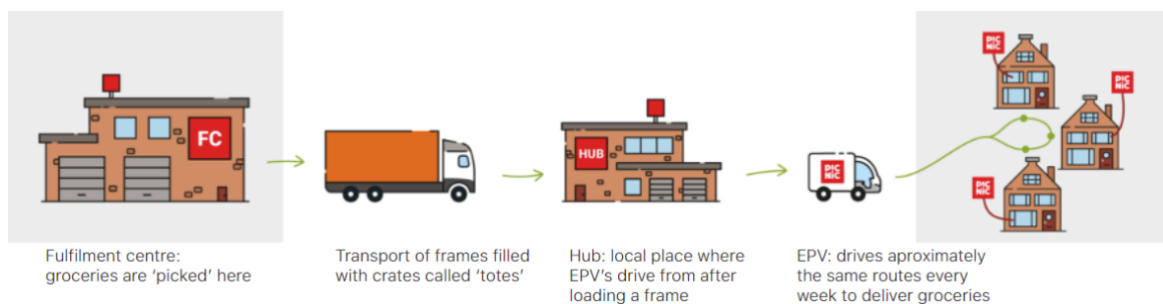 FC
HUB
PIC
NIC
PIC
NIC
PIC
NIC
PIC
NIC
Fulfilment centre:
groceries are ‘picked’ here
Transport of frames filled
with crates called ‘totes’
Hub: local place where
EPV's drive from after
loading a frame
EPV: drives aproximately
the same routes every
week to deliver groceries